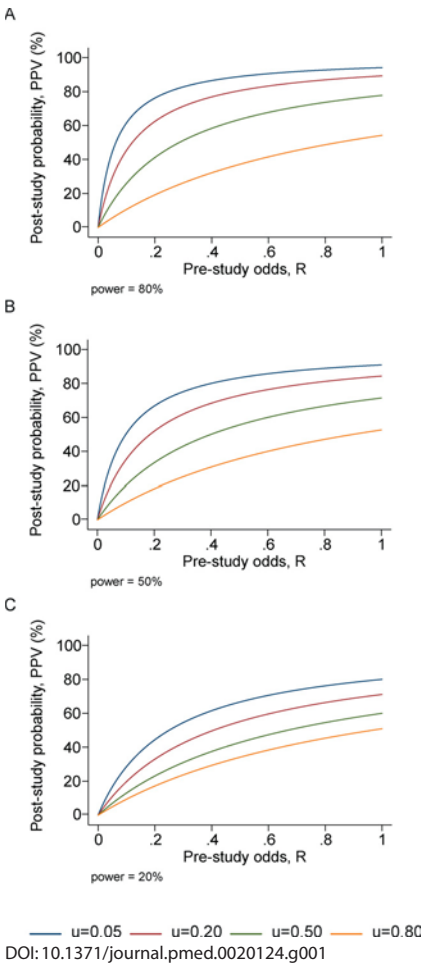 A
Post-study probability, PPV (%)
100
80
60
40
20
0
0 .2 .4 .6 .8 1
Pre-study odds, R
power = 80%
B
Post-study probability, PPV (%)
100
80
60
40
20
0
0 .2 .4 .6 .8 1
Pre-study odds, R
power = 50%
C
Post-study probability, PPV (%)
100
80
60
40
20
0
0 .2 .4 .6 .8 1
Pre-study odds, R
power = 20%
u=0.05 u=0.20 u=0.50 u=0.80
DOI: 10.1371/journal.pmed.0020124.g001